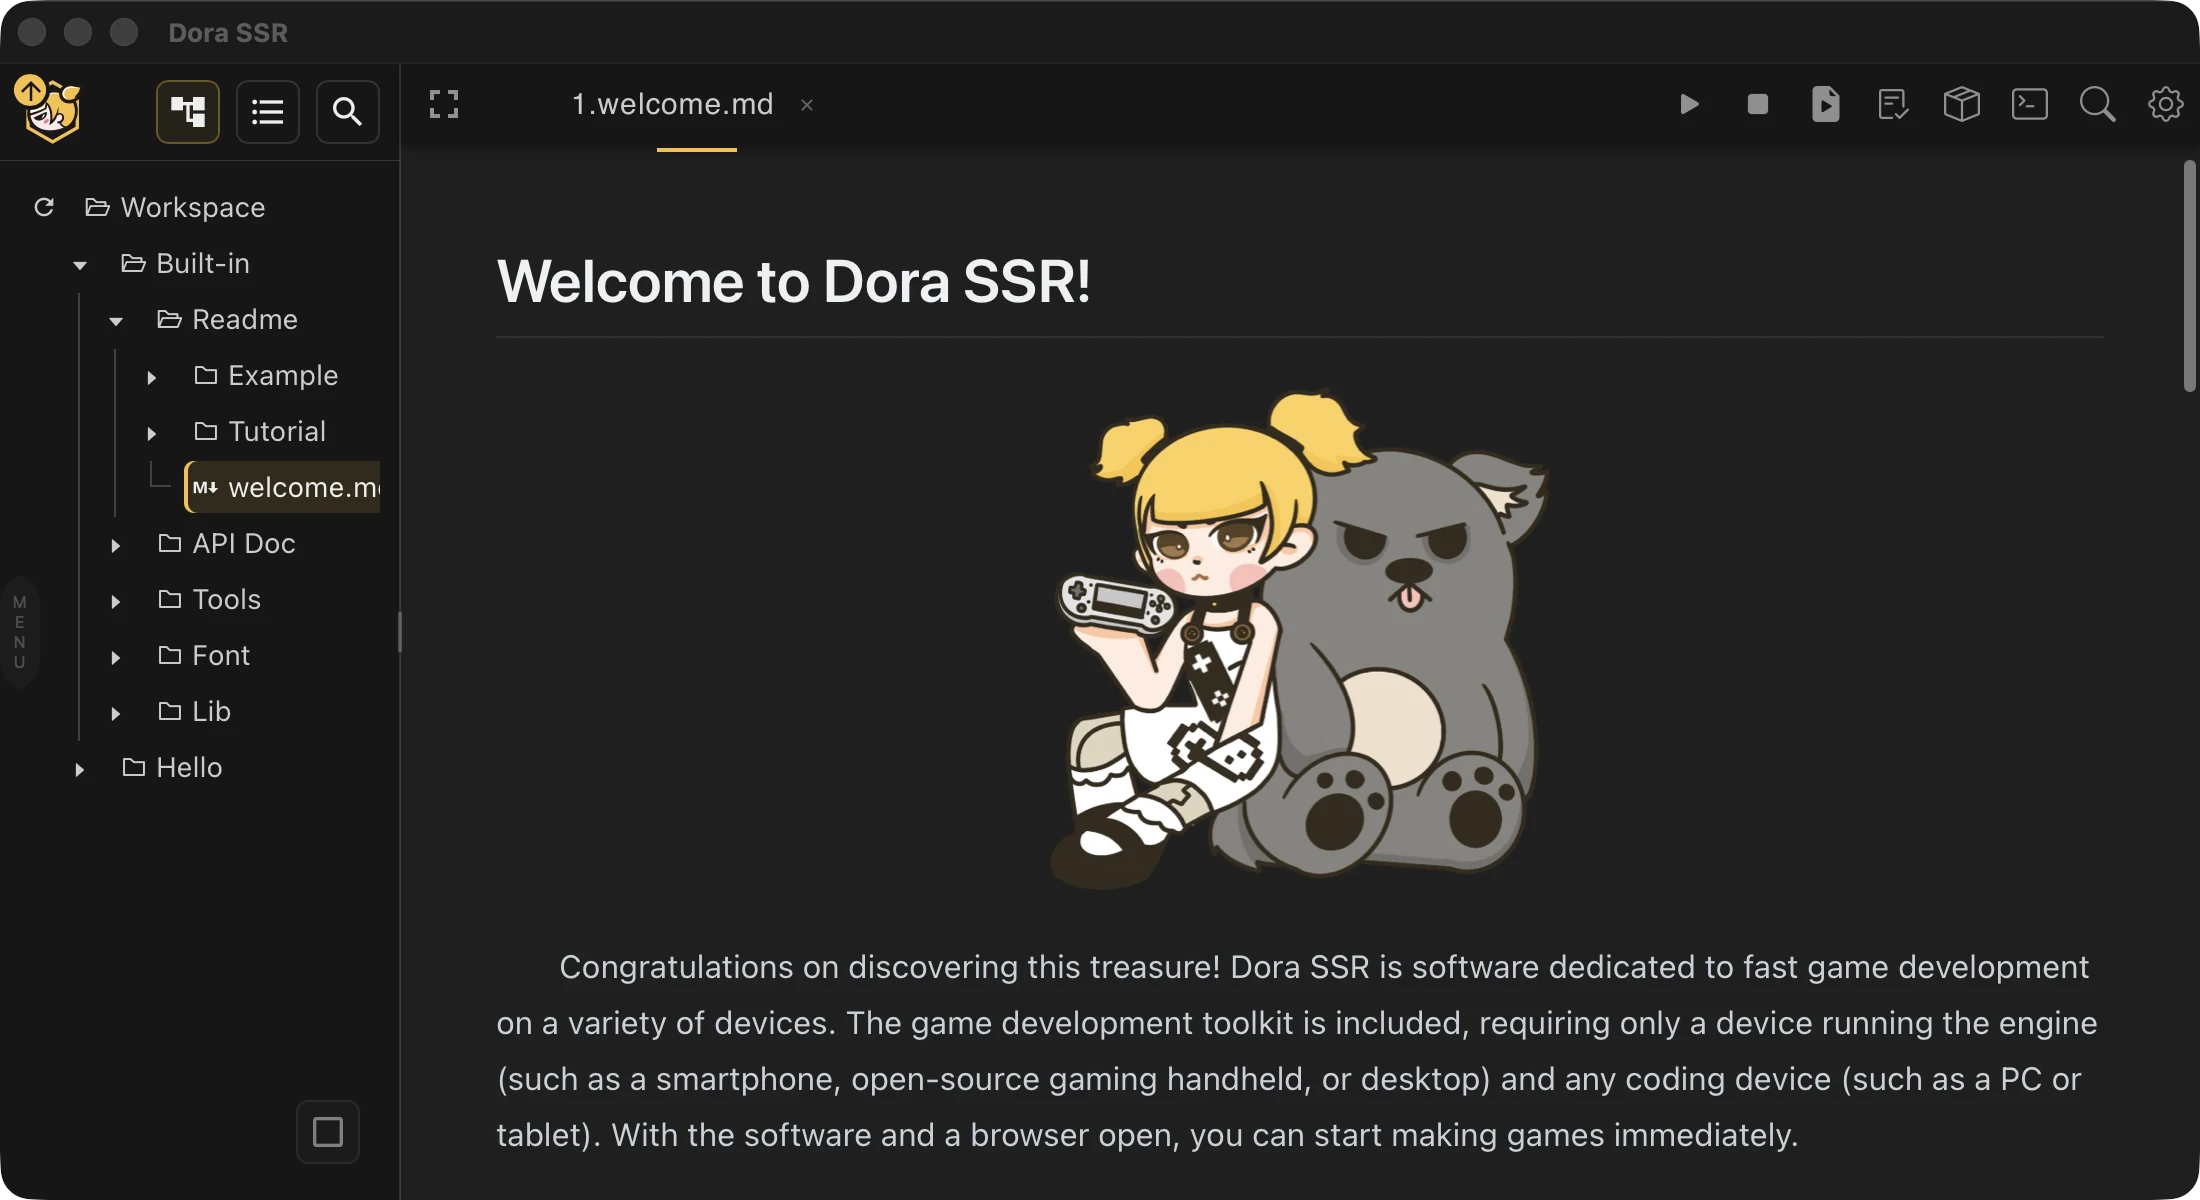 Dora SSR
1.welcome.md
Workspace
Built-in
Readme
Example
Tutorial
welcome.m
API Doc
Tools
Font
Lib
Hello
MENU
Welcome to Dora SSR!
Congratulations on discovering this treasure! Dora SSR is software dedicated to fast game development
on a variety of devices. The game development toolkit is included, requiring only a device running the engine
(such as a smartphone, open-source gaming handheld, or desktop) and any coding device (such as a PC or
tablet). With the software and a browser open, you can start making games immediately.